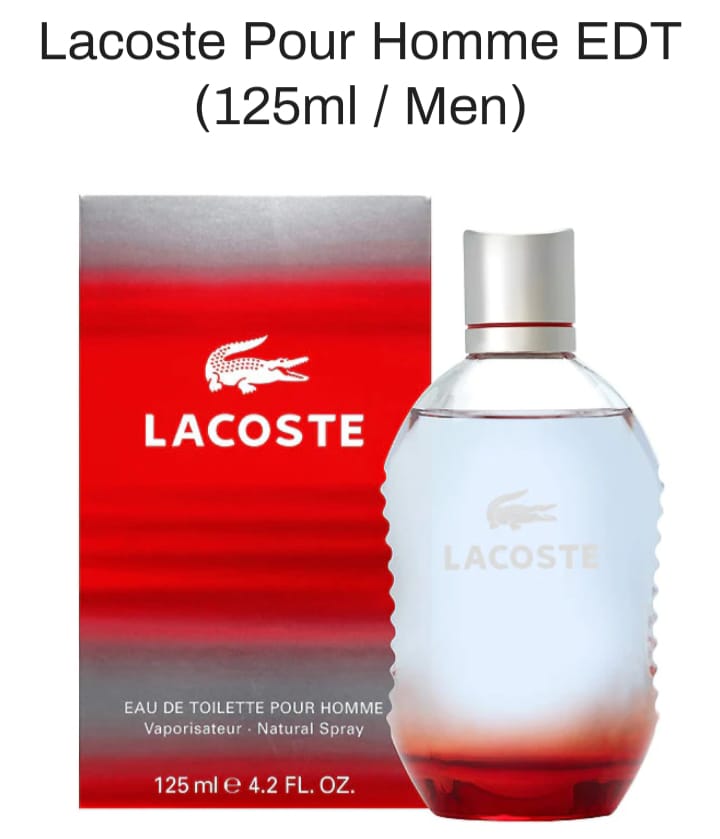 Lacoste Pour Homme EDT
(125ml / Men)
LACOSTE
LACOSTE
EAU DE TOILETTE POUR HOMME
Vaporisateur · Natural Spray
125 ml ℮ 4.2 FL. OZ.